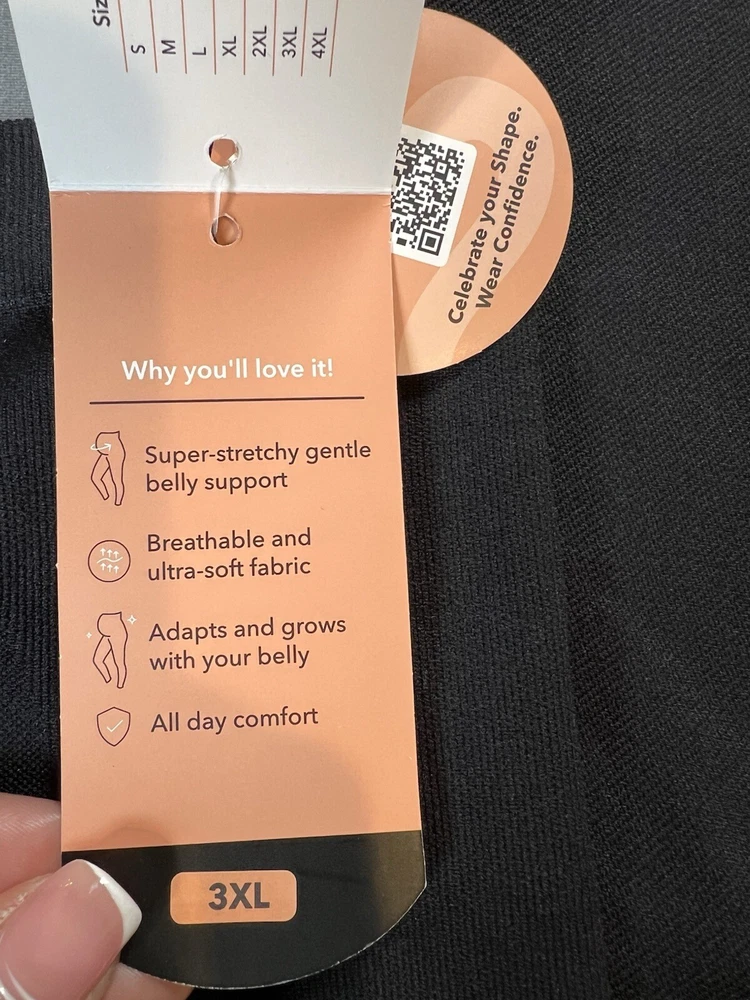 Siz
S
M
L
XL
2XL
3XL
4XL
Celebrate your Shape.
Wear Confidence.
Why you'll love it!
Super-stretchy gentle
belly support
Breathable and
ultra-soft fabric
Adapts and grows
with your belly
All day comfort
3XL